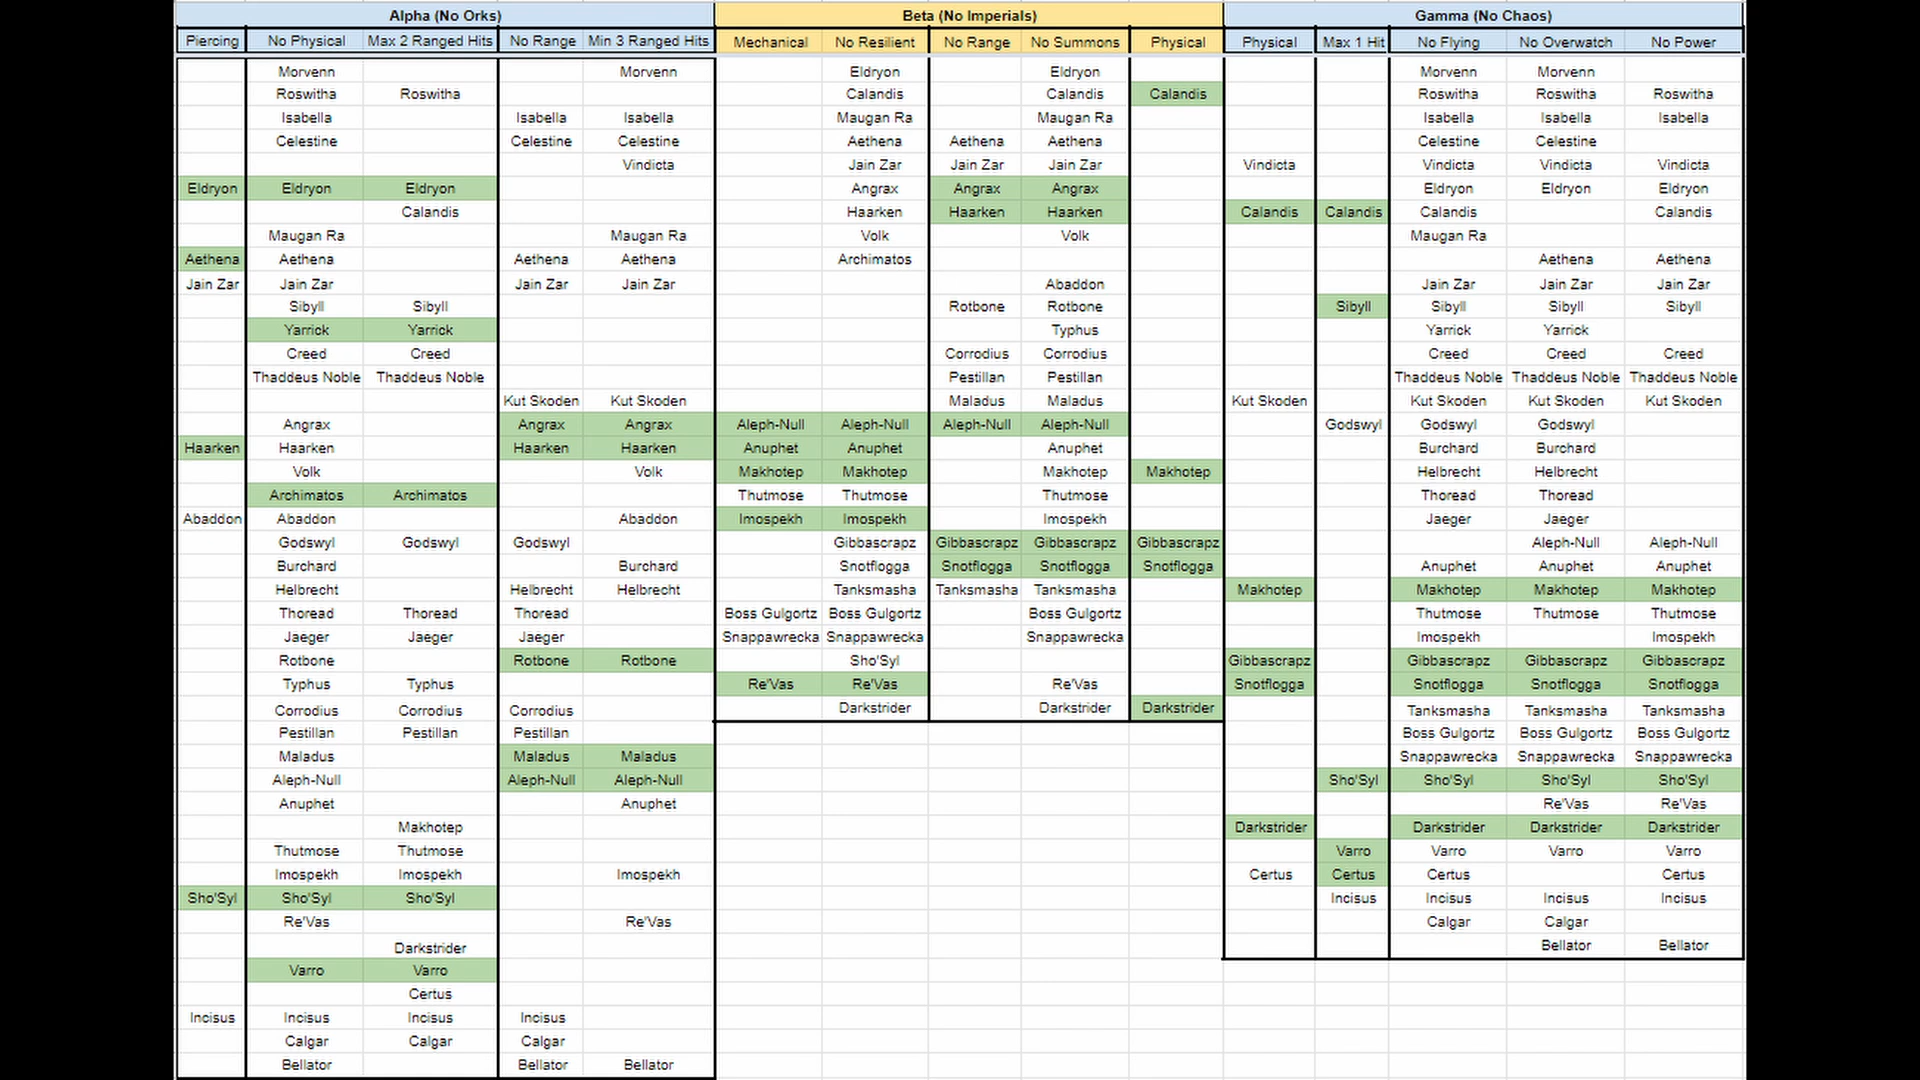 Alpha (No Orks) Beta (No Imperials) Gamma (No Chaos)
Piercing No Physical Max 2 Ranged Hits No Range Min 3 Ranged Hits Mechanical No Resilient No Range No Summons Physical Physical Max 1 Hit No Flying No Overwatch No Power
Morvenn Morvenn Eldryon Eldryon Morvenn Morvenn
Roswitha Roswitha Calandis Calandis Calandis Roswitha Roswitha Roswitha
Isabella Isabella Isabella Maugan Ra Maugan Ra Isabella Isabella Isabella
Celestine Celestine Celestine Aethena Aethena Aethena Celestine Celestine
Vindicta Jain Zar Jain Zar Jain Zar Vindicta Vindicta Vindicta Vindicta
Eldryon Eldryon Eldryon Angrax Angrax Angrax Eldryon Eldryon Eldryon
Calandis Haarken Haarken Haarken Calandis Calandis Calandis Calandis
Maugan Ra Maugan Ra Volk Volk Maugan Ra
Aethena Aethena Aethena Aethena Archimatos Aethena Aethena
Jain Zar Jain Zar Jain Zar Jain Zar Abaddon Jain Zar Jain Zar Jain Zar
Sibyll Sibyll Rotbone Rotbone Sibyll Sibyll Sibyll Sibyll
Yarrick Yarrick Typhus Yarrick Yarrick
Creed Creed Corrodius Corrodius Creed Creed Creed
Thaddeus Noble Thaddeus Noble Pestillan Pestillan Thaddeus Noble Thaddeus Noble Thaddeus Noble
Kut Skoden Kut Skoden Maladus Maladus Kut Skoden Kut Skoden Kut Skoden Kut Skoden
Angrax Angrax Angrax Aleph-Null Aleph-Null Aleph-Null Aleph-Null Godswyl Godswyl Godswyl
Haarken Haarken Haarken Haarken Anuphet Anuphet Anuphet Burchard Burchard
Volk Volk Makhotep Makhotep Makhotep Makhotep Helbrecht Helbrecht
Archimatos Archimatos Thutmose Thutmose Thutmose Thoread Thoread
Abaddon Abaddon Abaddon Imospekh Imospekh Imospekh Jaeger Jaeger
Godswyl Godswyl Godswyl Gibbascrapz Gibbascrapz Gibbascrapz Gibbascrapz Aleph-Null Aleph-Null
Burchard Burchard Snotflogga Snotflogga Snotflogga Snotflogga Anuphet Anuphet Anuphet
Helbrecht Helbrecht Helbrecht Tanksmasha Tanksmasha Tanksmasha Makhotep Makhotep Makhotep Makhotep
Thoread Thoread Thoread Boss Gulgortz Boss Gulgortz Boss Gulgortz Thutmose Thutmose Thutmose
Jaeger Jaeger Jaeger Snappawrecka Snappawrecka Snappawrecka Imospekh Imospekh
Rotbone Rotbone Rotbone Sho'Syl Gibbascrapz Gibbascrapz Gibbascrapz Gibbascrapz
Typhus Typhus Re'Vas Re'Vas Re'Vas Snotflogga Snotflogga Snotflogga Snotflogga
Corrodius Corrodius Corrodius Darkstrider Darkstrider Darkstrider Tanksmasha Tanksmasha Tanksmasha
Pestillan Pestillan Pestillan Boss Gulgortz Boss Gulgortz Boss Gulgortz
Maladus Maladus Maladus Snappawrecka Snappawrecka Snappawrecka
Aleph-Null Aleph-Null Aleph-Null Sho'Syl Sho'Syl Sho'Syl Sho'Syl
Anuphet Anuphet Re'Vas Re'Vas
Makhotep Darkstrider Darkstrider Darkstrider Darkstrider
Thutmose Thutmose Varro Varro Varro Varro
Imospekh Imospekh Imospekh Certus Certus Certus Certus
Sho'Syl Sho'Syl Sho'Syl Incisus Incisus Incisus Incisus
Re'Vas Re'Vas Calgar Calgar
Darkstrider Bellator Bellator
Varro Varro
Certus
Incisus Incisus Incisus Incisus
Calgar Calgar Calgar
Bellator Bellator Bellator